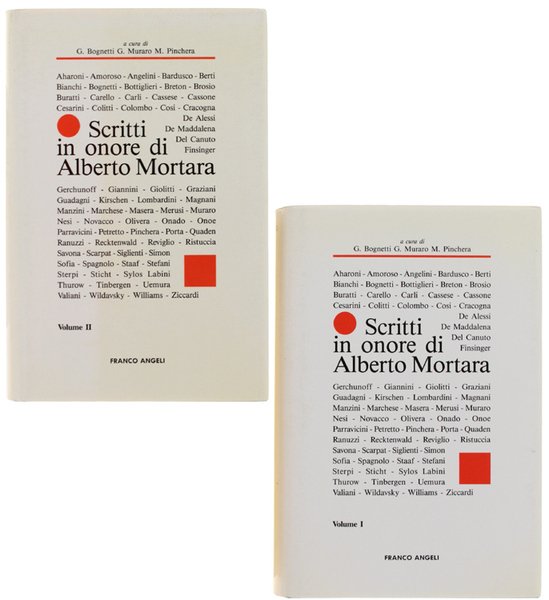 a cura di
G. Bognetti G. Muraro M. Pinchera
Aharoni - Amoroso - Angelini - Bardusco - Berti
Bianchi - Bognetti - Bottiglieri - Breton - Brosio
Buratti - Carello - Carli - Cassese - Cassone
Cesarini - Colitti - Colombo - Cosi - Cracogna
De Alessi
De Maddalena
Del Canuto
Finsinger
Scritti
in onore di
Alberto Mortara
Gerchunoff - Giannini - Giolitti - Graziani
Guadagni - Kirschen - Lombardini - Magnani
Manzini - Marchese - Masera - Merusi - Muraro
Nesi - Novacco - Olivera - Onado - Onoe
Parravicini - Petretto - Pinchera - Porta - Quaden
Ranuzzi - Recktenwald - Reviglio - Ristuccia
Savona - Scarpat - Siglienti - Simon
Sofia - Spagnolo - Staaf - Stefani
Sterpi - Sticht - Sylos Labini
Thurow - Tinbergen - Uemura
Valiani - Wildavsky - Williams - Ziccardi
Volume II
FRANCO ANGELI
a cura di
G. Bognetti G. Muraro M. Pinchera
Aharoni - Amoroso - Angelini - Bardusco - Berti
Bianchi - Bognetti - Bottiglieri - Breton - Brosio
Buratti - Carello - Carli - Cassese - Cassone
Cesarini - Colitti - Colombo - Cosi - Cracogna
De Alessi
De Maddalena
Del Canuto
Finsinger
Scritti
in onore di
Alberto Mortara
Gerchunoff - Giannini - Giolitti - Graziani
Guadagni - Kirschen - Lombardini - Magnani
Manzini - Marchese - Masera - Merusi - Muraro
Nesi - Novacco - Olivera - Onado - Onoe
Parravicini - Petretto - Pinchera - Porta - Quaden
Ranuzzi - Recktenwald - Reviglio - Ristuccia
Savona - Scarpat - Siglienti - Simon
Sofia - Spagnolo - Staaf - Stefani
Sterpi - Sticht - Sylos Labini
Thurow - Tinbergen - Uemura
Valiani - Wildavsky - Williams - Ziccardi
Volume I
FRANCO ANGELI